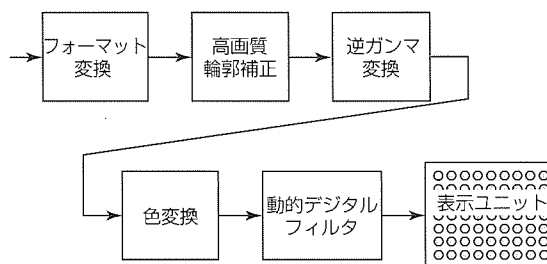 フォーマット
変換
高画質
輪郭補正
逆ガンマ
変換
色変換
動的デジタル
フィルタ
表示ユニット